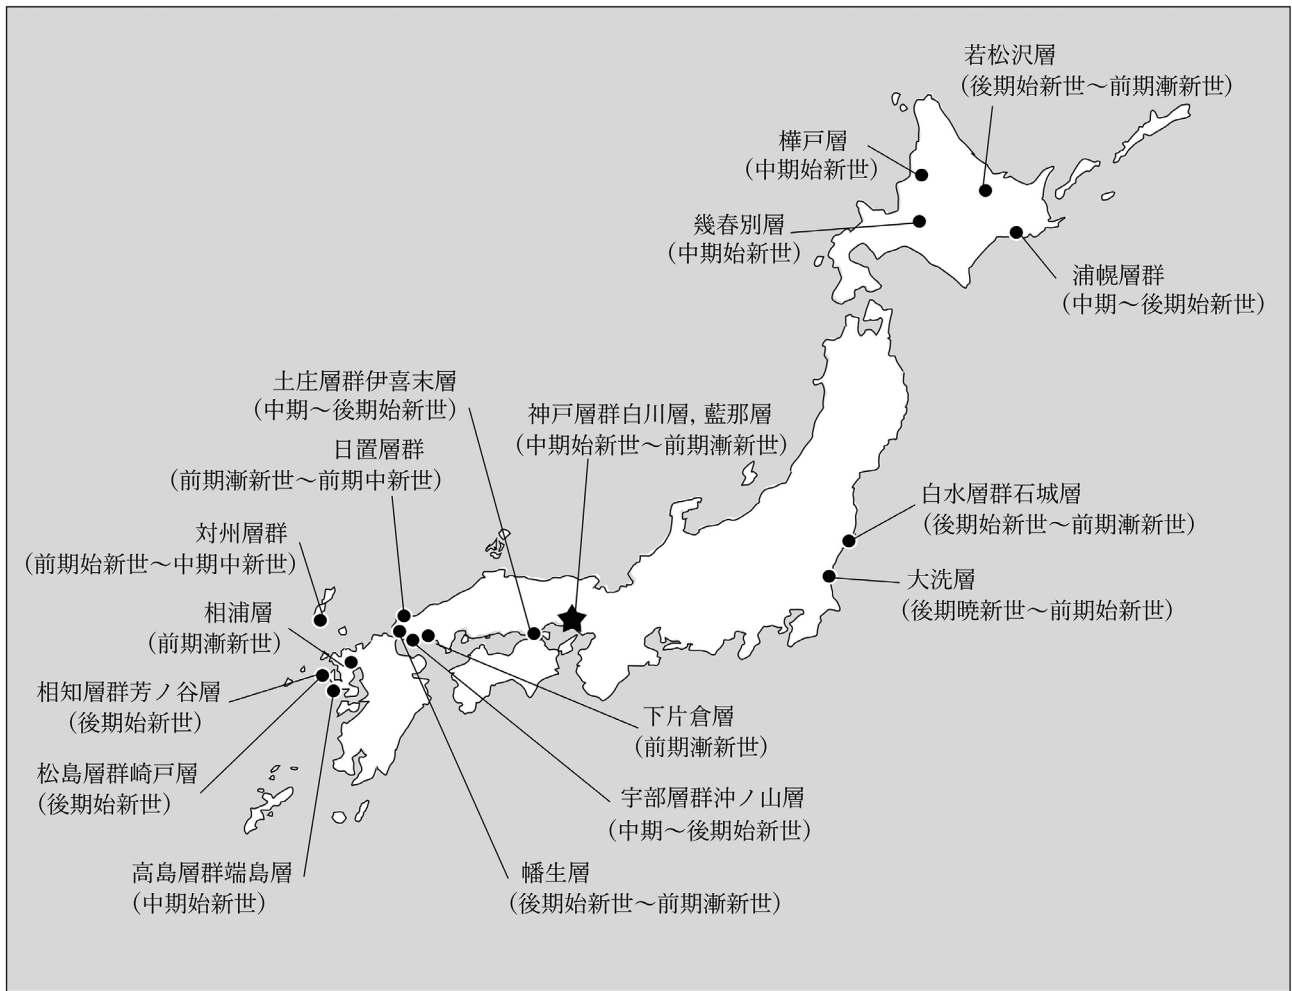 若松沢層
(後期始新世～前期漸新世)
樺戸層
(中期始新世)
幾春別層
(中期始新世)
浦幌層群
(中期～後期始新世)
土庄層群伊喜末層
(中期～後期始新世)
神戸層群白川層, 藍那層
(中期始新世～前期漸新世)
日置層群
(前期漸新世～前期中新世)
白水層群石城層
(後期始新世～前期漸新世)
対州層群
(前期始新世～中期中新世)
大洗層
(後期暁新世～前期始新世)
相浦層
(前期漸新世)
相知層群芳ノ谷層
(後期始新世)
下片倉層
(前期漸新世)
松島層群崎戸層
(後期始新世)
宇部層群沖ノ山層
(中期～後期始新世)
高島層群端島層
(中期始新世)
幡生層
(後期始新世～前期漸新世)